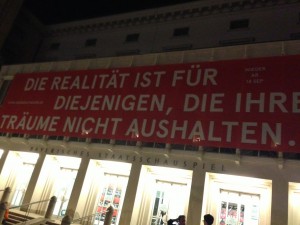 DIE REALITÄT IST FÜR
DIEJENIGEN, DIE IHRE
TRÄUME NICHT AUSHALTEN.